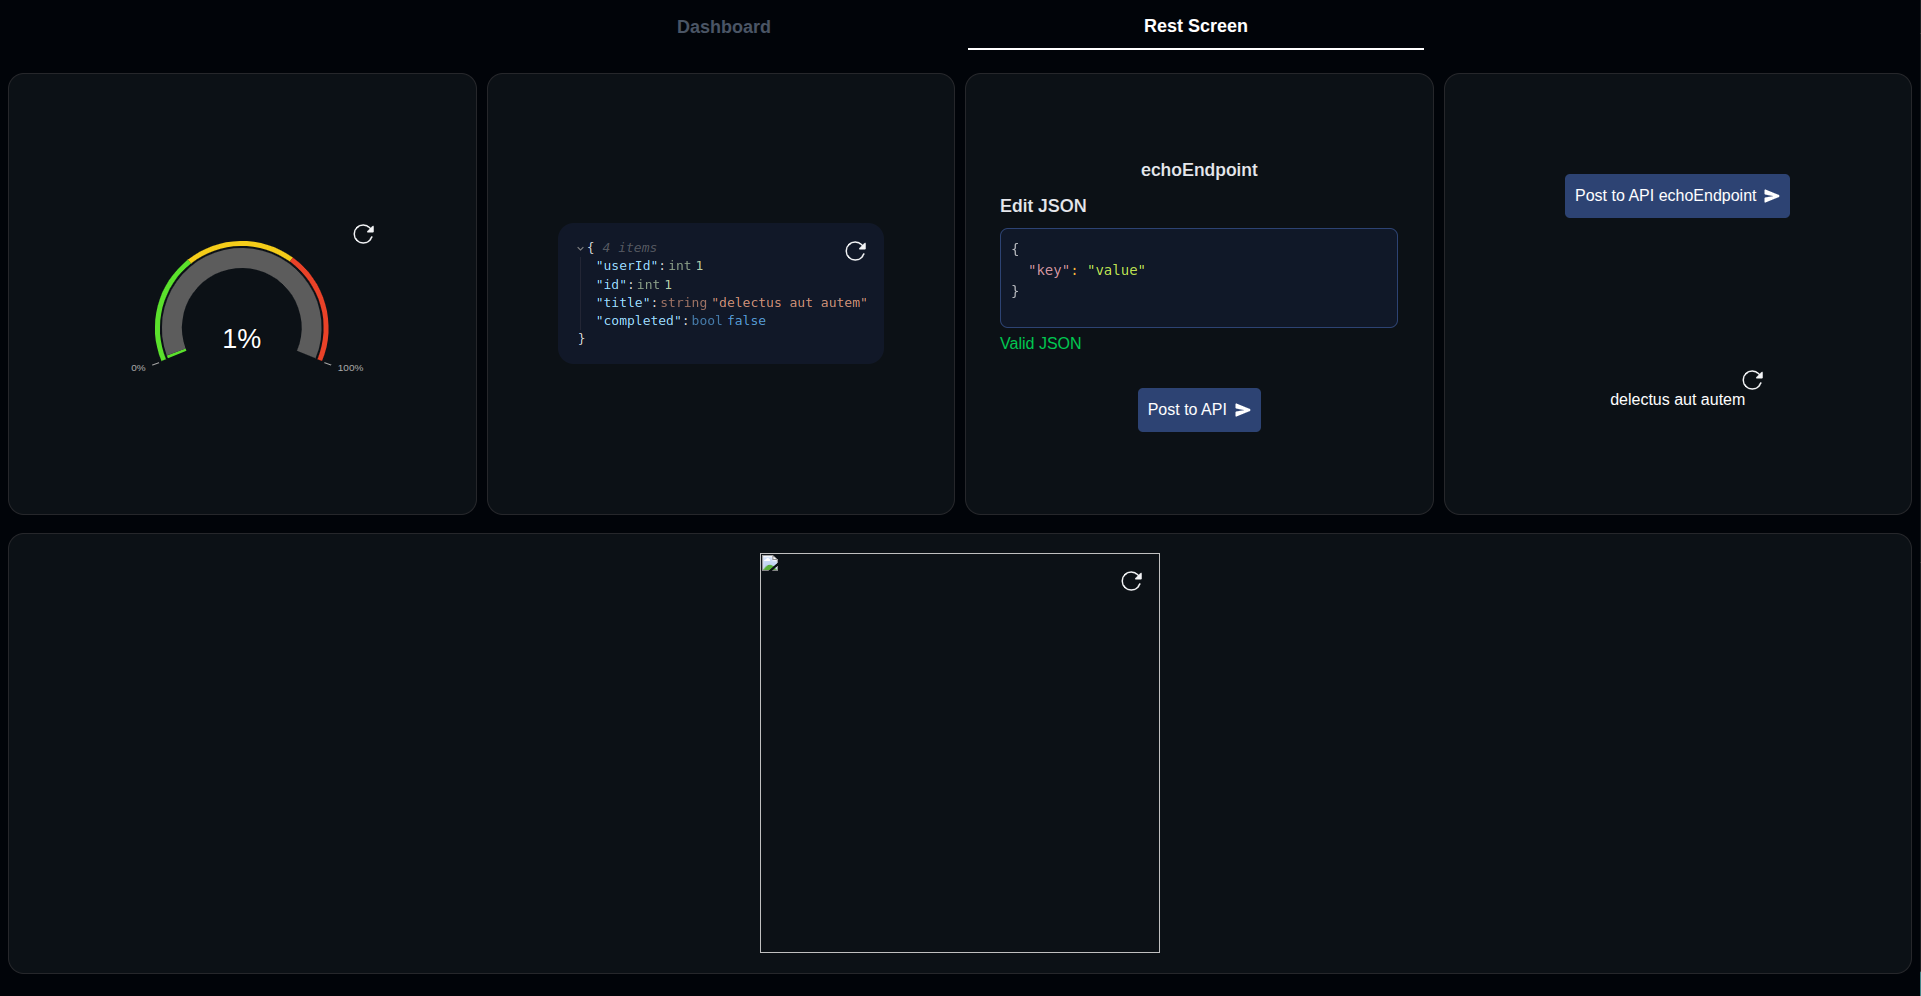 Dashboard
Rest Screen
1%
0%
100%
{ 4 items
"userId": int 1
"id": int 1
"title": string "delectus aut autem"
"completed": bool false
}
echoEndpoint
Edit JSON
{
"key": "value"
}
Valid JSON
Post to API
Post to API echoEndpoint
delectus aut autem